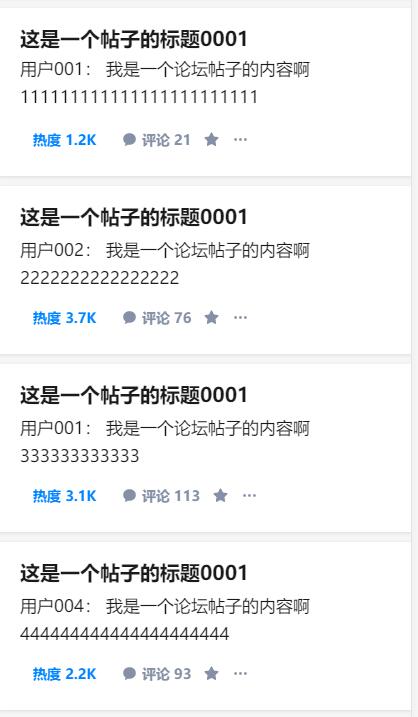 这是一个帖子的标题0001
用户001： 我是一个论坛帖子的内容啊
111111111111111111111111
热度 1.2K 评论 21 ···
这是一个帖子的标题0001
用户002： 我是一个论坛帖子的内容啊
2222222222222222
热度 3.7K 评论 76 ···
这是一个帖子的标题0001
用户001： 我是一个论坛帖子的内容啊
333333333333
热度 3.1K 评论 113 ···
这是一个帖子的标题0001
用户004： 我是一个论坛帖子的内容啊
444444444444444444444
热度 2.2K 评论 93 ···